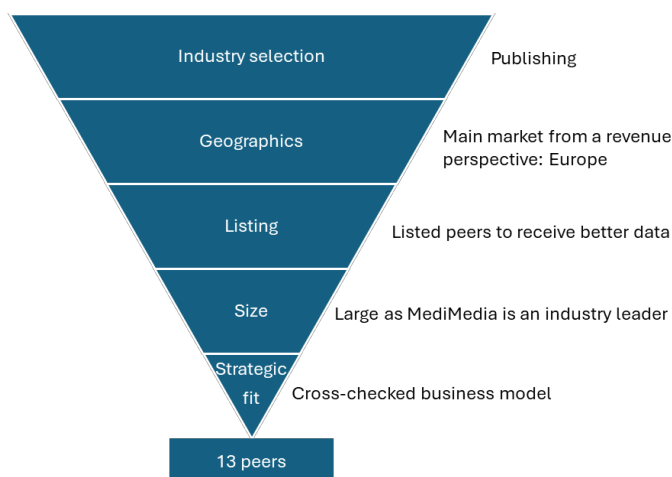 Industry selection
Publishing
Geographics
Main market from a revenue
perspective: Europe
Listing
Listed peers to receive better data
Size
Large as MediMedia is an industry leader
Strategic
fit
Cross-checked business model
13 peers